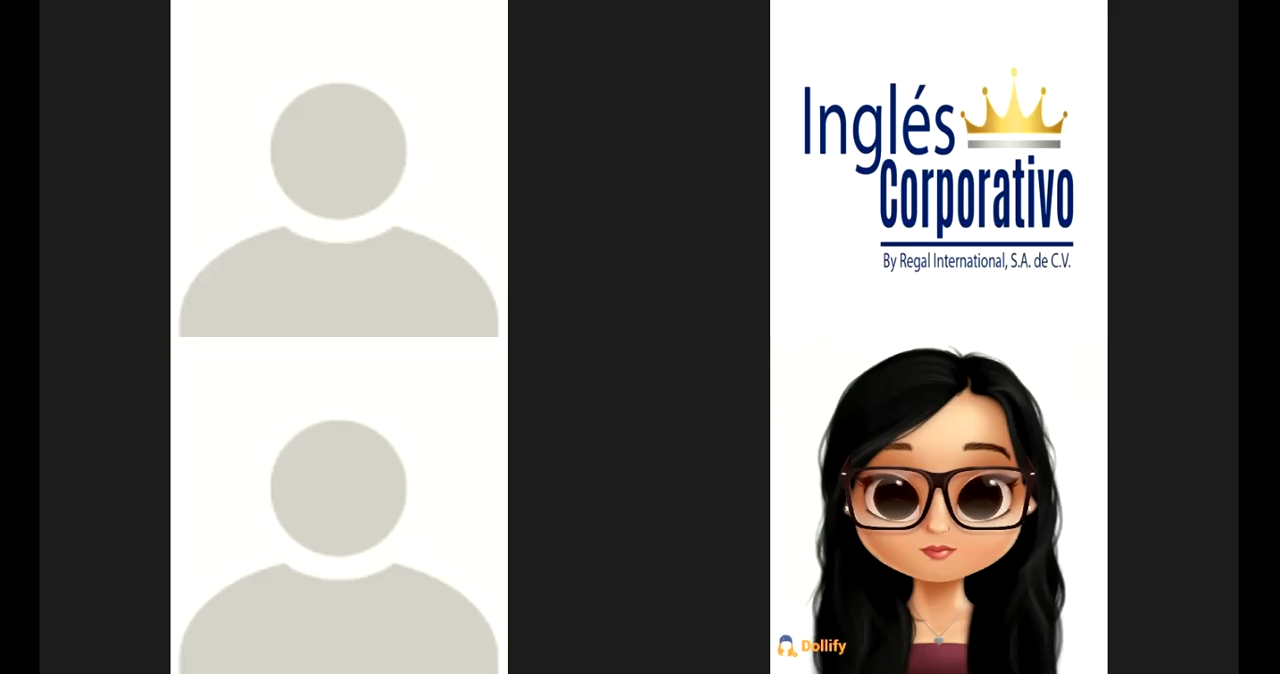 Inglés
Corporativo
By Regal International, S.A. de C.V.
Dollify